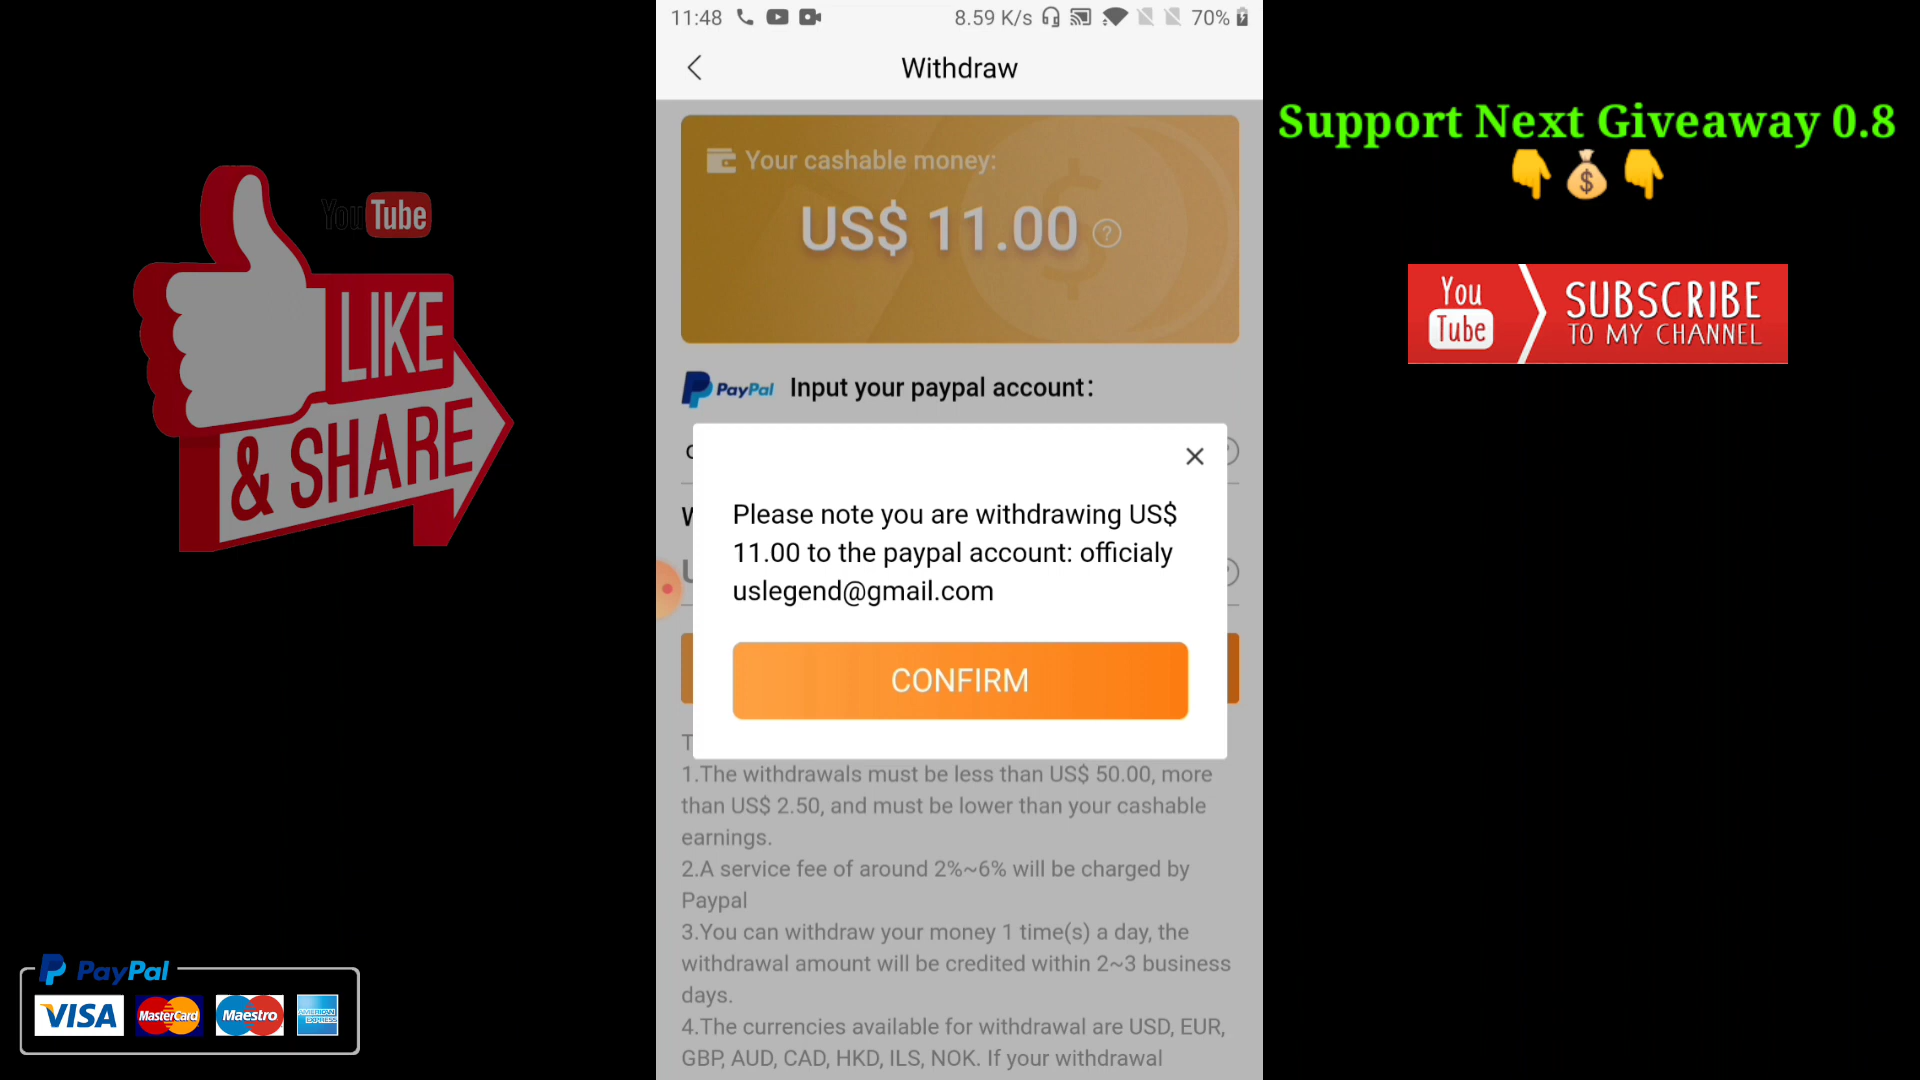 11:48 8.59 K/s 70%
Withdraw
Your cashable money:
US$ 11.00 ?
PayPal Input your paypal account:
Please note you are withdrawing US$
11.00 to the paypal account: officialy
uslegend@gmail.com
CONFIRM
1.The withdrawals must be less than US$ 50.00, more
than US$ 2.50, and must be lower than your cashable
earnings.
2.A service fee of around 2%~6% will be charged by
Paypal
3.You can withdraw your money 1 time(s) a day, the
withdrawal amount will be credited within 2~3 business
days.
4.The currencies available for withdrawal are USD, EUR,
GBP, AUD, CAD, HKD, ILS, NOK. If your withdrawal
YouTube
LIKE
& SHARE
PayPal
VISA MasterCard Maestro AMERICAN EXPRESS
Support Next Giveaway 0.8
You Tube
SUBSCRIBE
TO MY CHANNEL